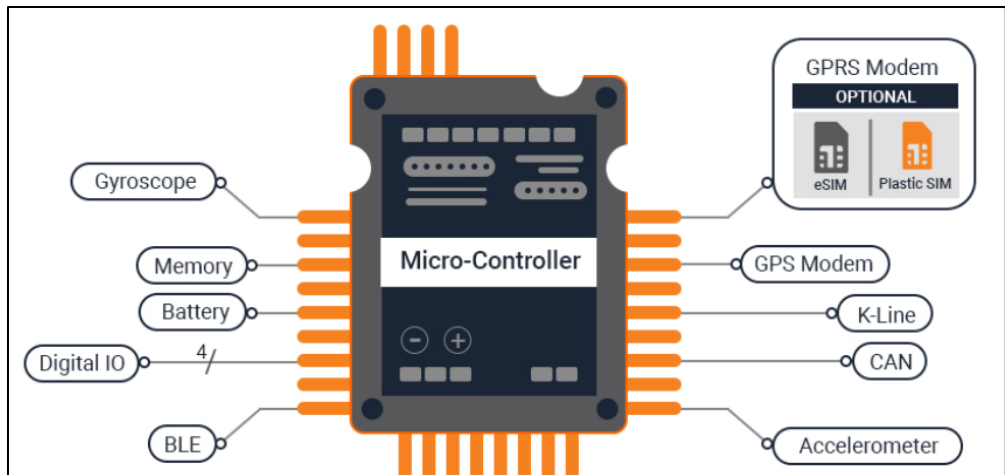 GPRS Modem
OPTIONAL
eSIM
Plastic SIM
Gyroscope
Memory
Battery
Digital IO
4
BLE
Micro-Controller
GPS Modem
K-Line
CAN
Accelerometer